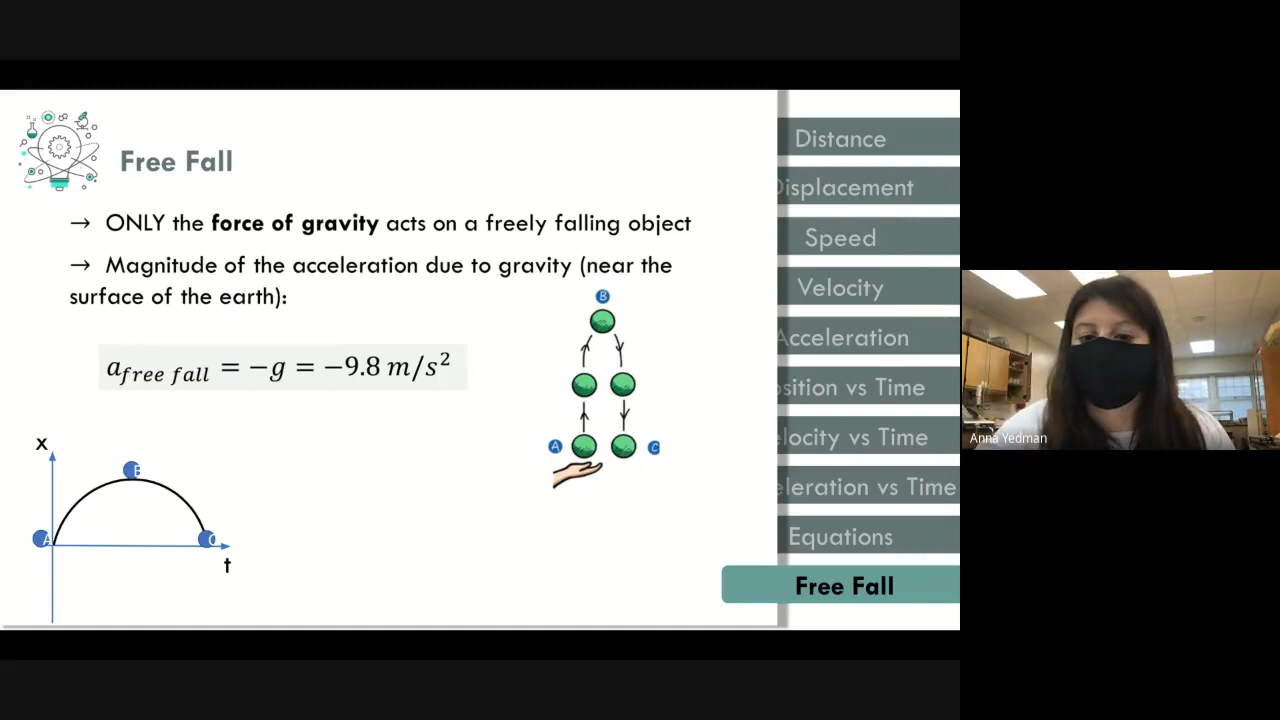 Free Fall
→ ONLY the force of gravity acts on a freely falling object
→ Magnitude of the acceleration due to gravity (near the
surface of the earth):
a_free fall = −g = −9.8 m/s²
B
A
C
x
B
A
C
t
Distance
Displacement
Speed
Velocity
Acceleration
osition vs Time
elocity vs Time
eleration vs Time
Equations
Free Fall
Anna Yedman